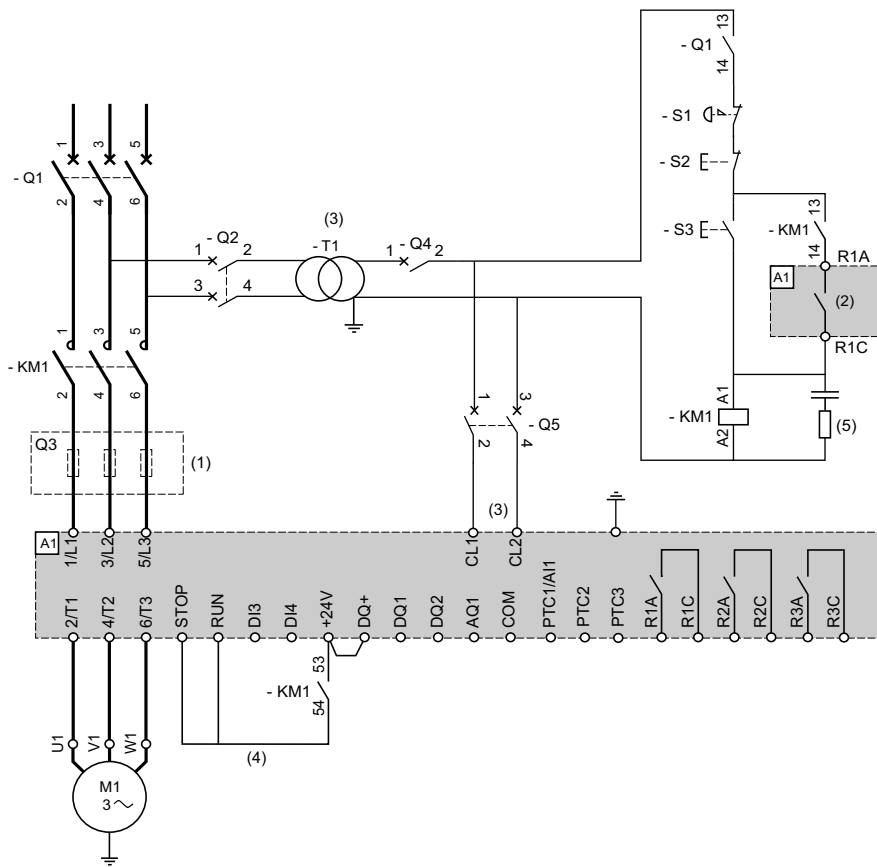 13
- Q1
14
- S1
- S2
- S3
13
- KM1
14
R1A
A1
(2)
R1C
A1
- KM1
A2
(5)
1
3
5
- Q1
2
4
6
(3)
- Q2
1
2
3
4
- T1
- Q4
1
2
1
3
5
- KM1
2
4
6
1
3
- Q5
2
4
Q3
(1)
(3)
A1
1/L1
3/L2
5/L3
CL1
CL2
2/T1
4/T2
6/T3
STOP
RUN
DI3
DI4
+24V
DQ+
DQ1
DQ2
AQ1
COM
PTC1/AI1
PTC2
PTC3
R1A
R1C
R2A
R2C
R3A
R3C
53
- KM1
54
(4)
U1
V1
W1
M1
3